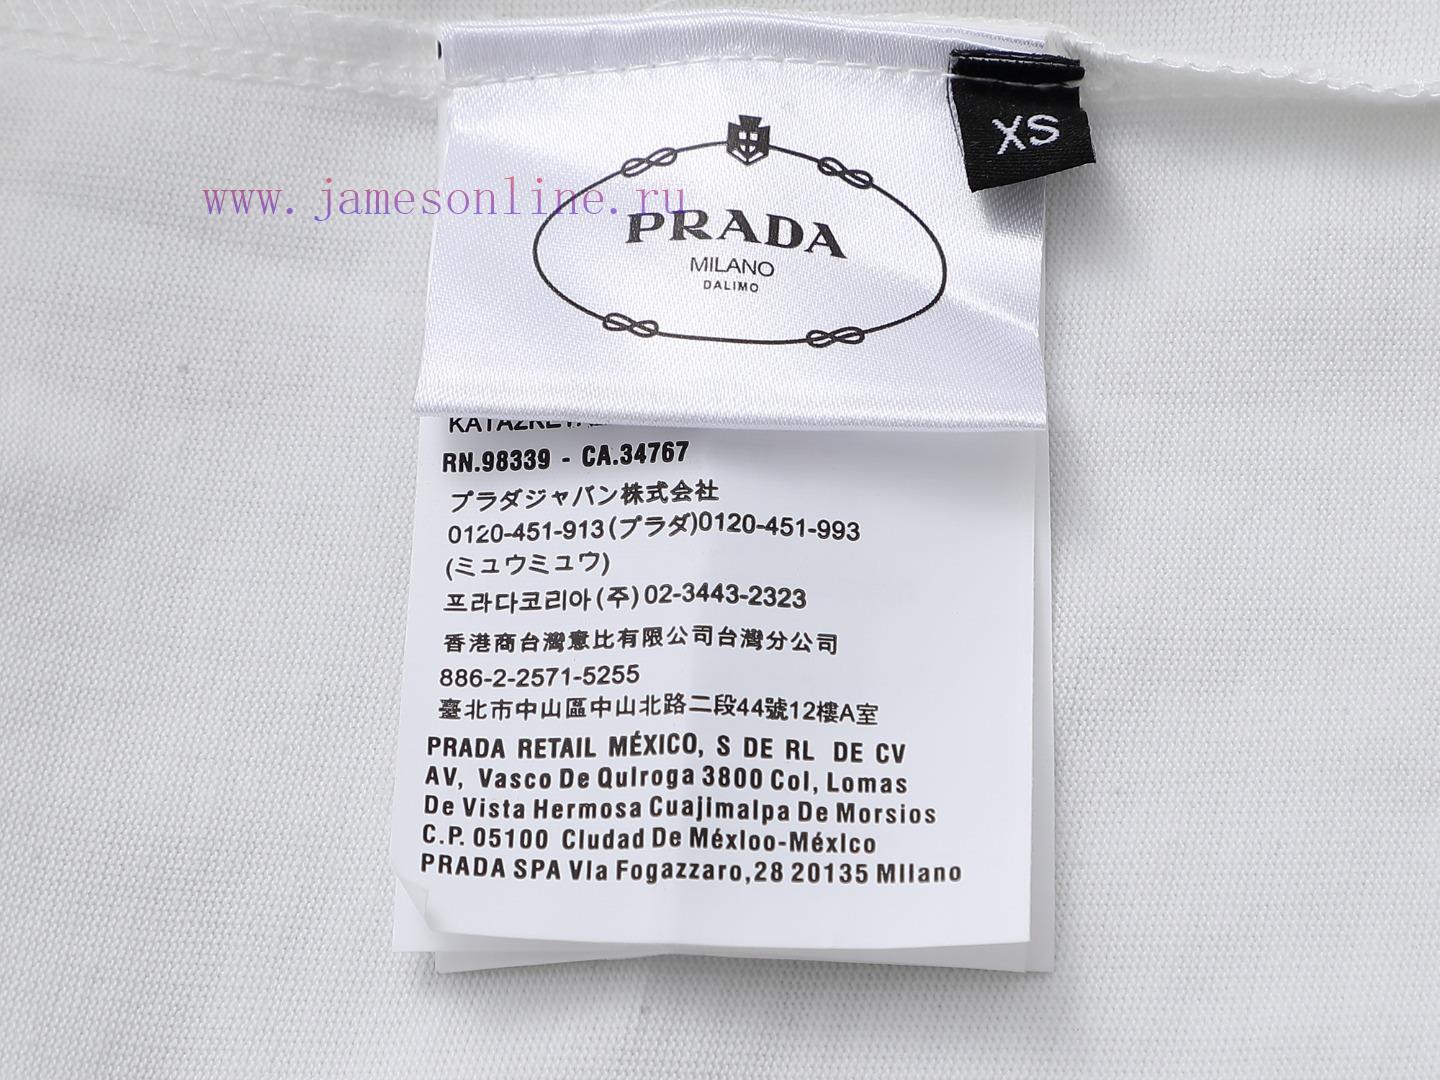 www.jamesonline.ru
XS
PRADA
MILANO
DALIMO
RN.98339 - CA.34767
プラダジャパン株式会社
0120-451-913(プラダ)0120-451-993
(ミュウミュウ)
프라다코리아(주)02-3443-2323
香港商台灣意比有限公司台灣分公司
886-2-2571-5255
臺北市中山區中山北路二段44號12樓A室
PRADA RETAIL MÉXICO, S DE RL DE CV
AV, Vasco De QuIroga 3800 Col, Lomas
De Vista Hermosa CuajImalpa De Morsios
C.P. 05100 CIudad De Méxloo-MéxIco
PRADA SPA VIa Fogazzaro,28 20135 MIlano